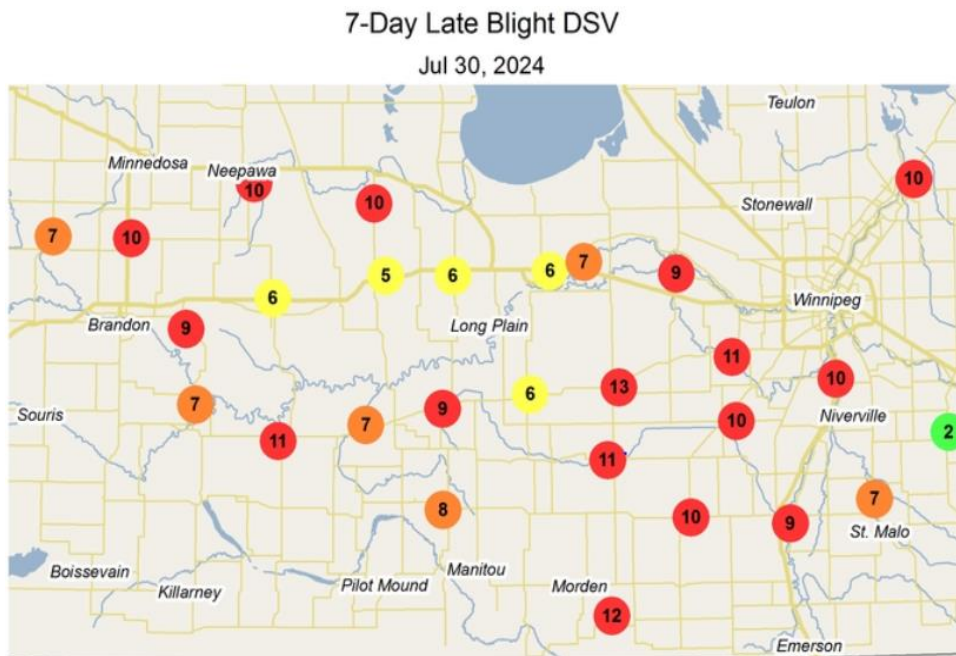 7-Day Late Blight DSV
Jul 30, 2024
Teulon
Minnedosa
Neepawa
10
10
10
Stonewall
7
10
6
7
9
5
6
6
Winnipeg
Brandon
9
Long Plain
11
13
10
6
7
9
Souris
7
11
10
Niverville
2
11
8
10
9
7
St. Malo
Boissevain
Killarney
Pilot Mound
Manitou
Morden
12
Emerson